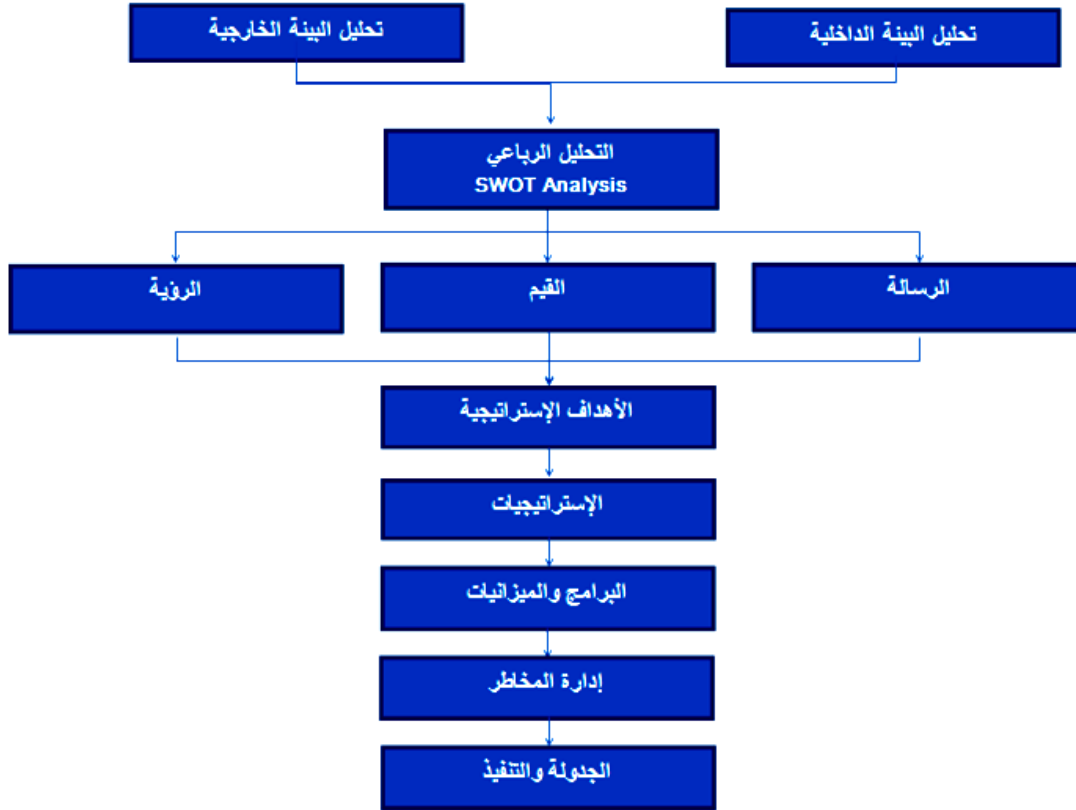 تحليل البيئة الداخلية
تحليل البيئة الخارجية
التحليل الرباعي
SWOT Analysis
الرسالة
القيم
الرؤية
الأهداف الإستراتيجية
الإستراتيجيات
البرامج والميزانيات
إدارة المخاطر
الجدولة والتنفيذ